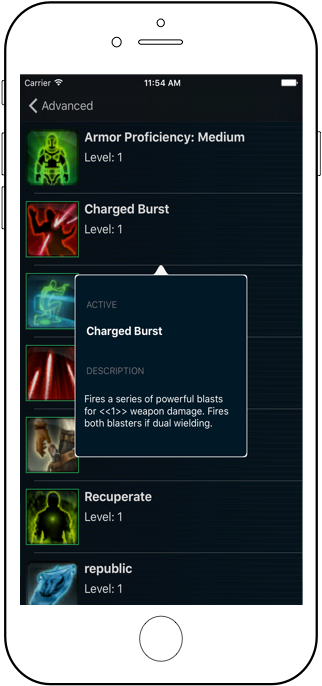 Carrier
11:54 AM
Advanced
Armor Proficiency: Medium
Level: 1
Charged Burst
Level: 1
ACTIVE
Charged Burst
DESCRIPTION
Fires a series of powerful blasts
for <<1>> weapon damage. Fires
both blasters if dual wielding.
Recuperate
Level: 1
republic
Level: 1